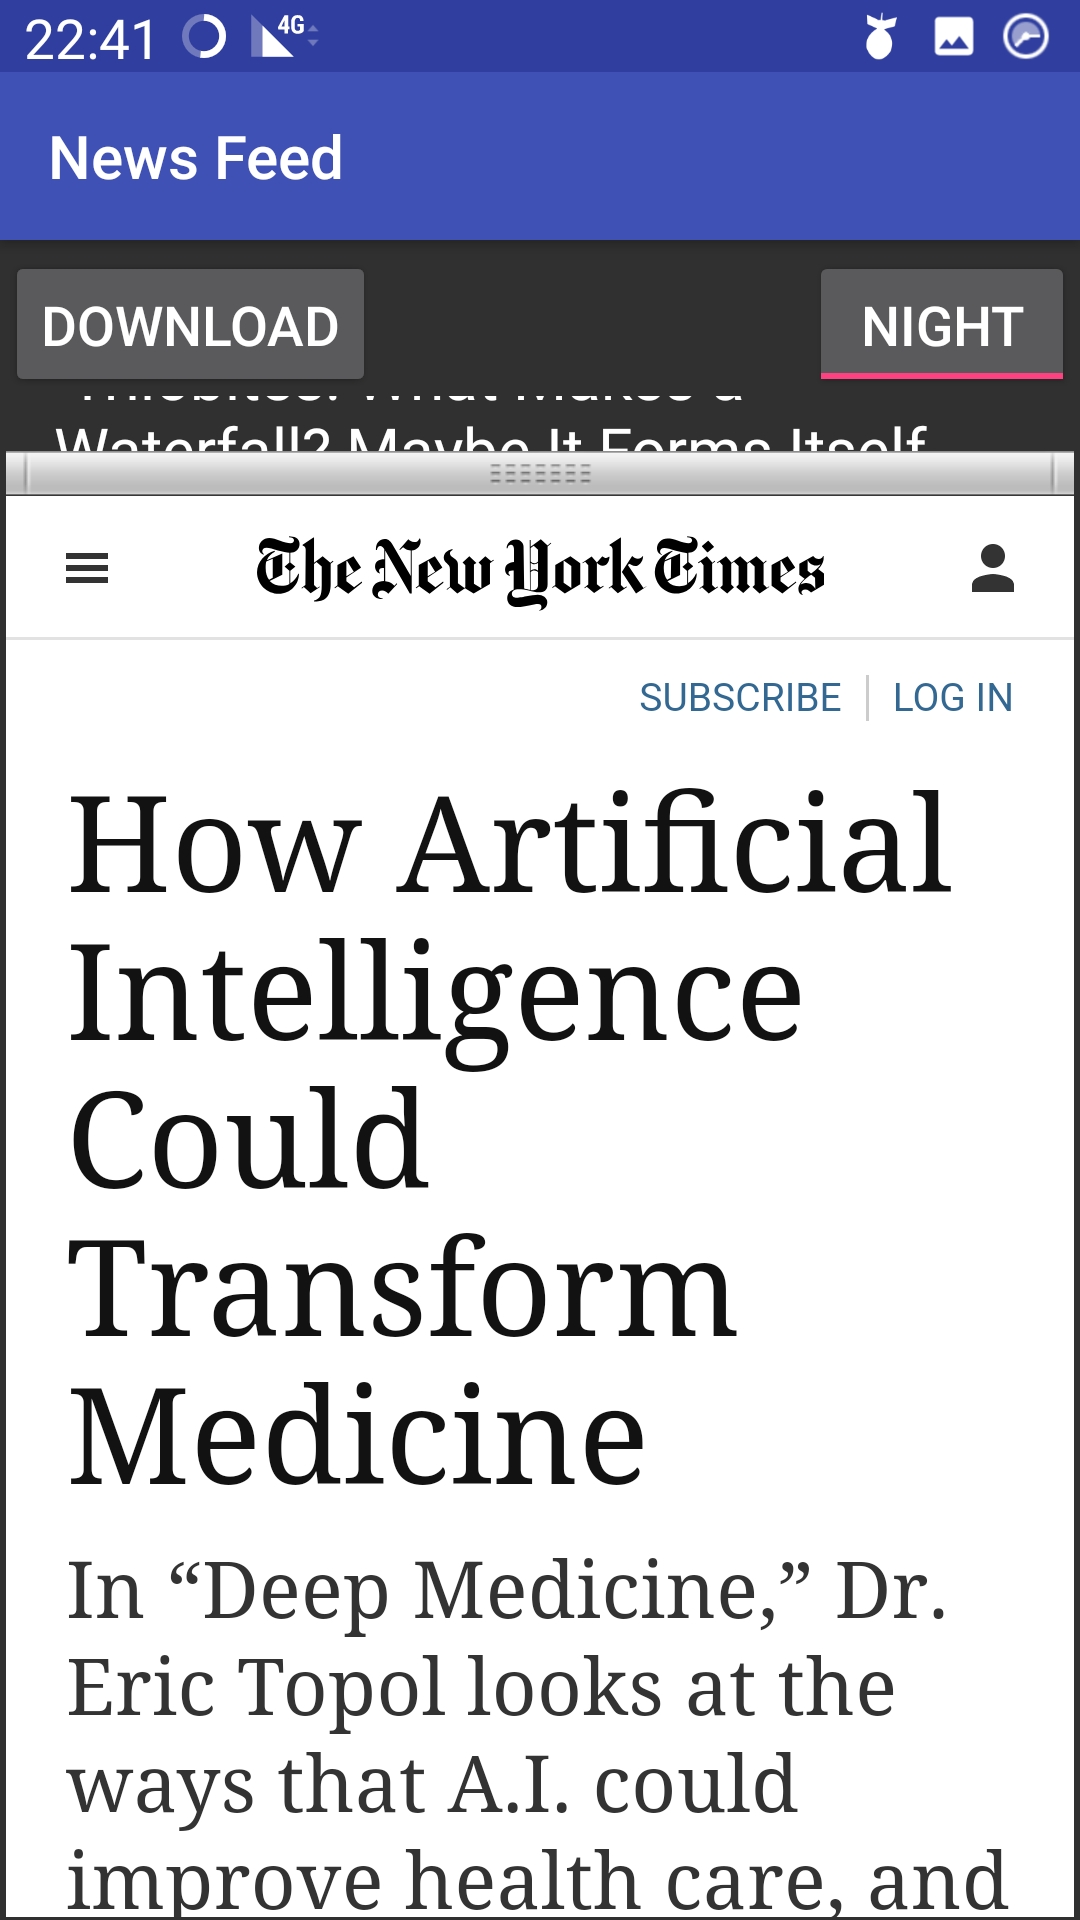 22:41 4G
News Feed
DOWNLOAD NIGHT
Trilobites: What Makes a
Waterfall? Maybe It Forms Itself
The New York Times
SUBSCRIBE | LOG IN
How Artificial
Intelligence
Could
Transform
Medicine
In “Deep Medicine,” Dr.
Eric Topol looks at the
ways that A.I. could
improve health care, and